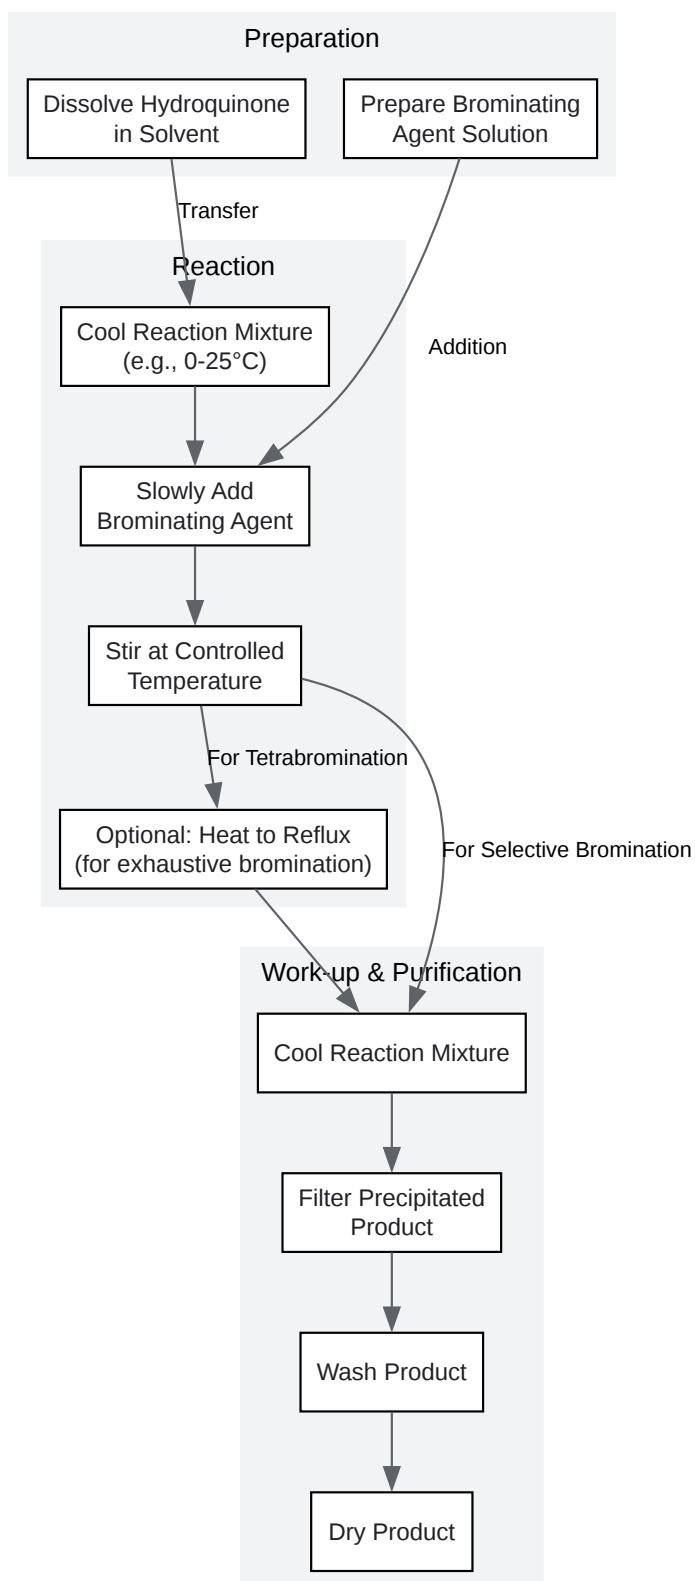 Preparation
Dissolve Hydroquinone
in Solvent
Prepare Brominating
Agent Solution
Transfer
Reaction
Cool Reaction Mixture
(e.g., 0-25°C)
Addition
Slowly Add
Brominating Agent
Stir at Controlled
Temperature
For Tetrabromination
Optional: Heat to Reflux
(for exhaustive bromination)
For Selective Bromination
Work-up & Purification
Cool Reaction Mixture
Filter Precipitated
Product
Wash Product
Dry Product